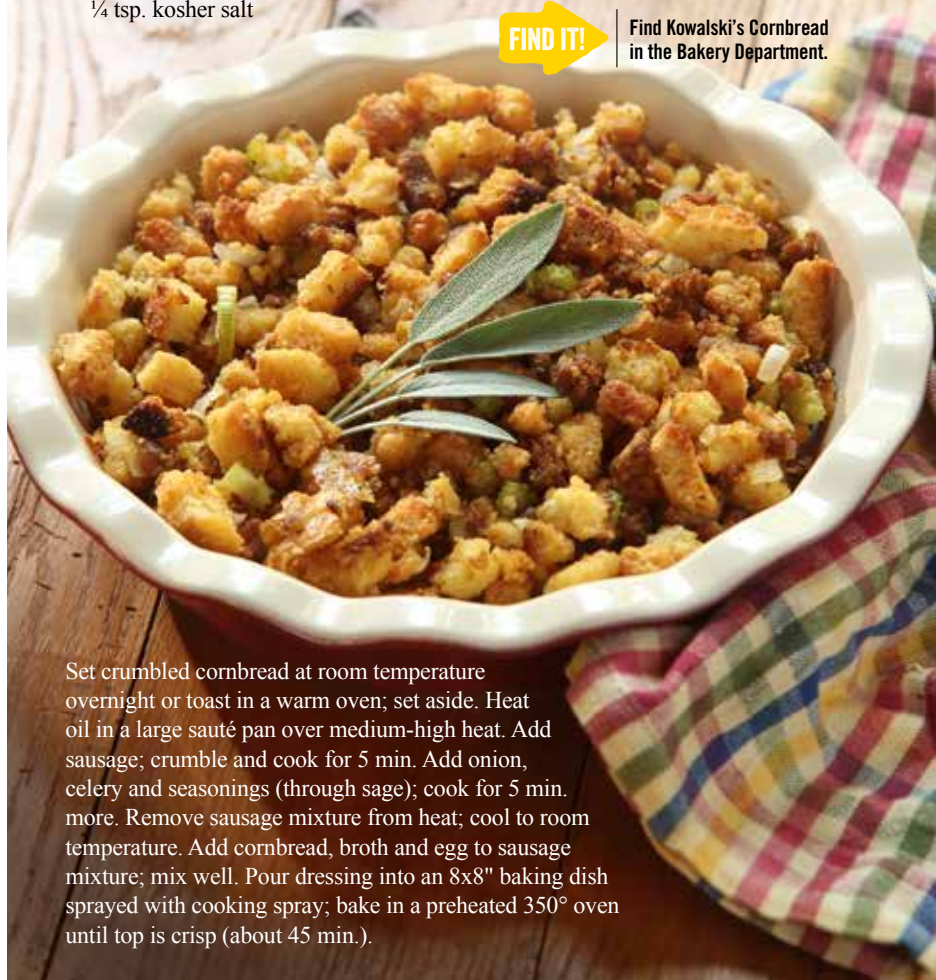 ¼ tsp. kosher salt
FIND IT!
Find Kowalski's Cornbread
in the Bakery Department.
Set crumbled cornbread at room temperature
overnight or toast in a warm oven; set aside. Heat
oil in a large sauté pan over medium-high heat. Add
sausage; crumble and cook for 5 min. Add onion,
celery and seasonings (through sage); cook for 5 min.
more. Remove sausage mixture from heat; cool to room
temperature. Add cornbread, broth and egg to sausage
mixture; mix well. Pour dressing into an 8x8" baking dish
sprayed with cooking spray; bake in a preheated 350° oven
until top is crisp (about 45 min.).